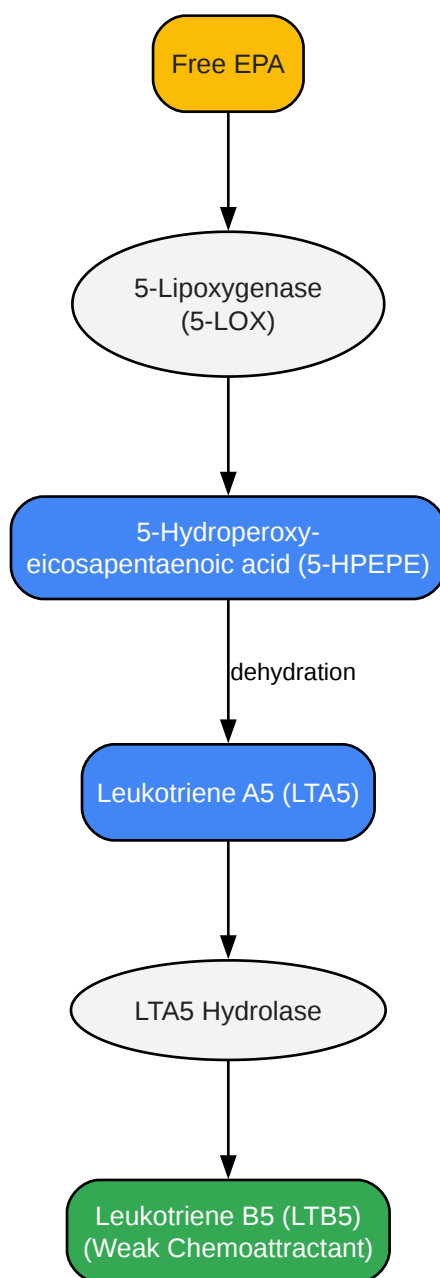 Free EPA
5-Lipoxygenase
(5-LOX)
5-Hydroperoxy-
eicosapentaenoic acid (5-HPEPE)
dehydration
Leukotriene A5 (LTA5)
LTA5 Hydrolase
Leukotriene B5 (LTB5)
(Weak Chemoattractant)